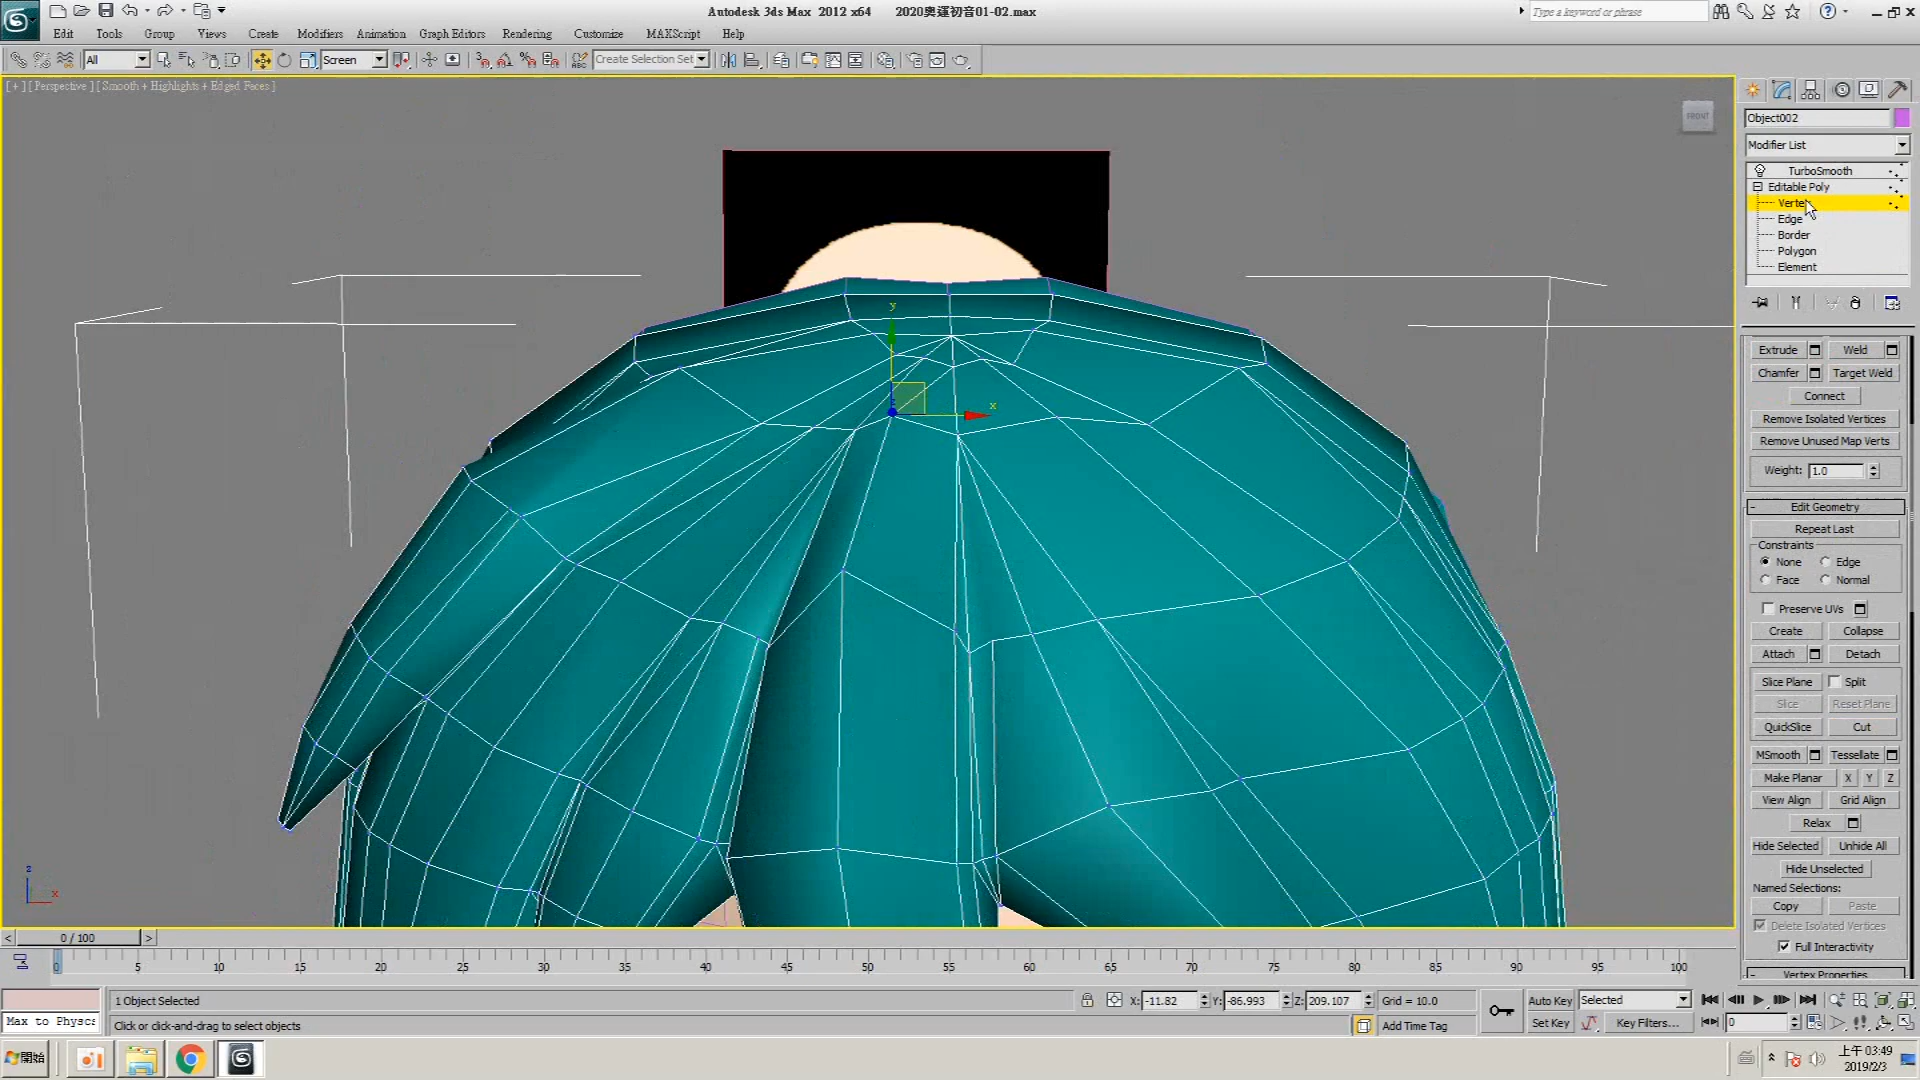 Autodesk 3ds Max 2012 x64 2020奧運初音01-02.max
Type a keyword or phrase
Edit Tools Group Views Create Modifiers Animation Graph Editors Rendering Customize MAXScript Help
All Screen Create Selection Set
[ + ] [ Perspective ] [ Smooth + Highlights + Edged Faces ]
FRONT
Object002
Modifier List
TurboSmooth
Editable Poly
Vertex
Edge
Border
Polygon
Element
Extrude Weld
Chamfer Target Weld
Connect
Remove Isolated Vertices
Remove Unused Map Verts
Weight: 1.0
Edit Geometry
Repeat Last
Constraints
None Edge
Face Normal
Preserve UVs
Create Collapse
Attach Detach
Slice Plane Split
Slice Reset Plane
QuickSlice Cut
MSmooth Tessellate
Make Planar X Y Z
View Align Grid Align
Relax
Hide Selected Unhide All
Hide Unselected
Named Selections:
Copy Paste
Delete Isolated Vertices
Full Interactivity
Vertex Properties
y
x
z
x
0 / 100
0 5 10 15 20 25 30 35 40 45 50 55 60 65 70 75 80 85 90 95 100
1 Object Selected X: -11.82 Y: -86.993 Z: 209.107 Grid = 10.0 Auto Key Selected
Max to Physcs Click or click-and-drag to select objects Add Time Tag Set Key Key Filters... 0
開始
上午 03:49
2019/2/3